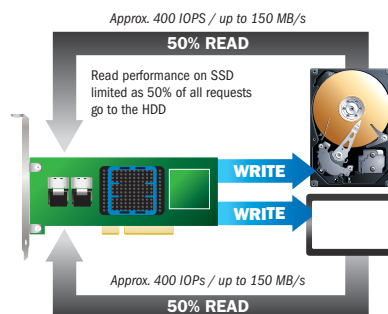 Approx. 400 IOPS / up to 150 MB/s
50% READ
Read performance on SSD
limited as 50% of all requests
go to the HDD
WRITE
WRITE
Approx. 400 IOPs / up to 150 MB/s
50% READ